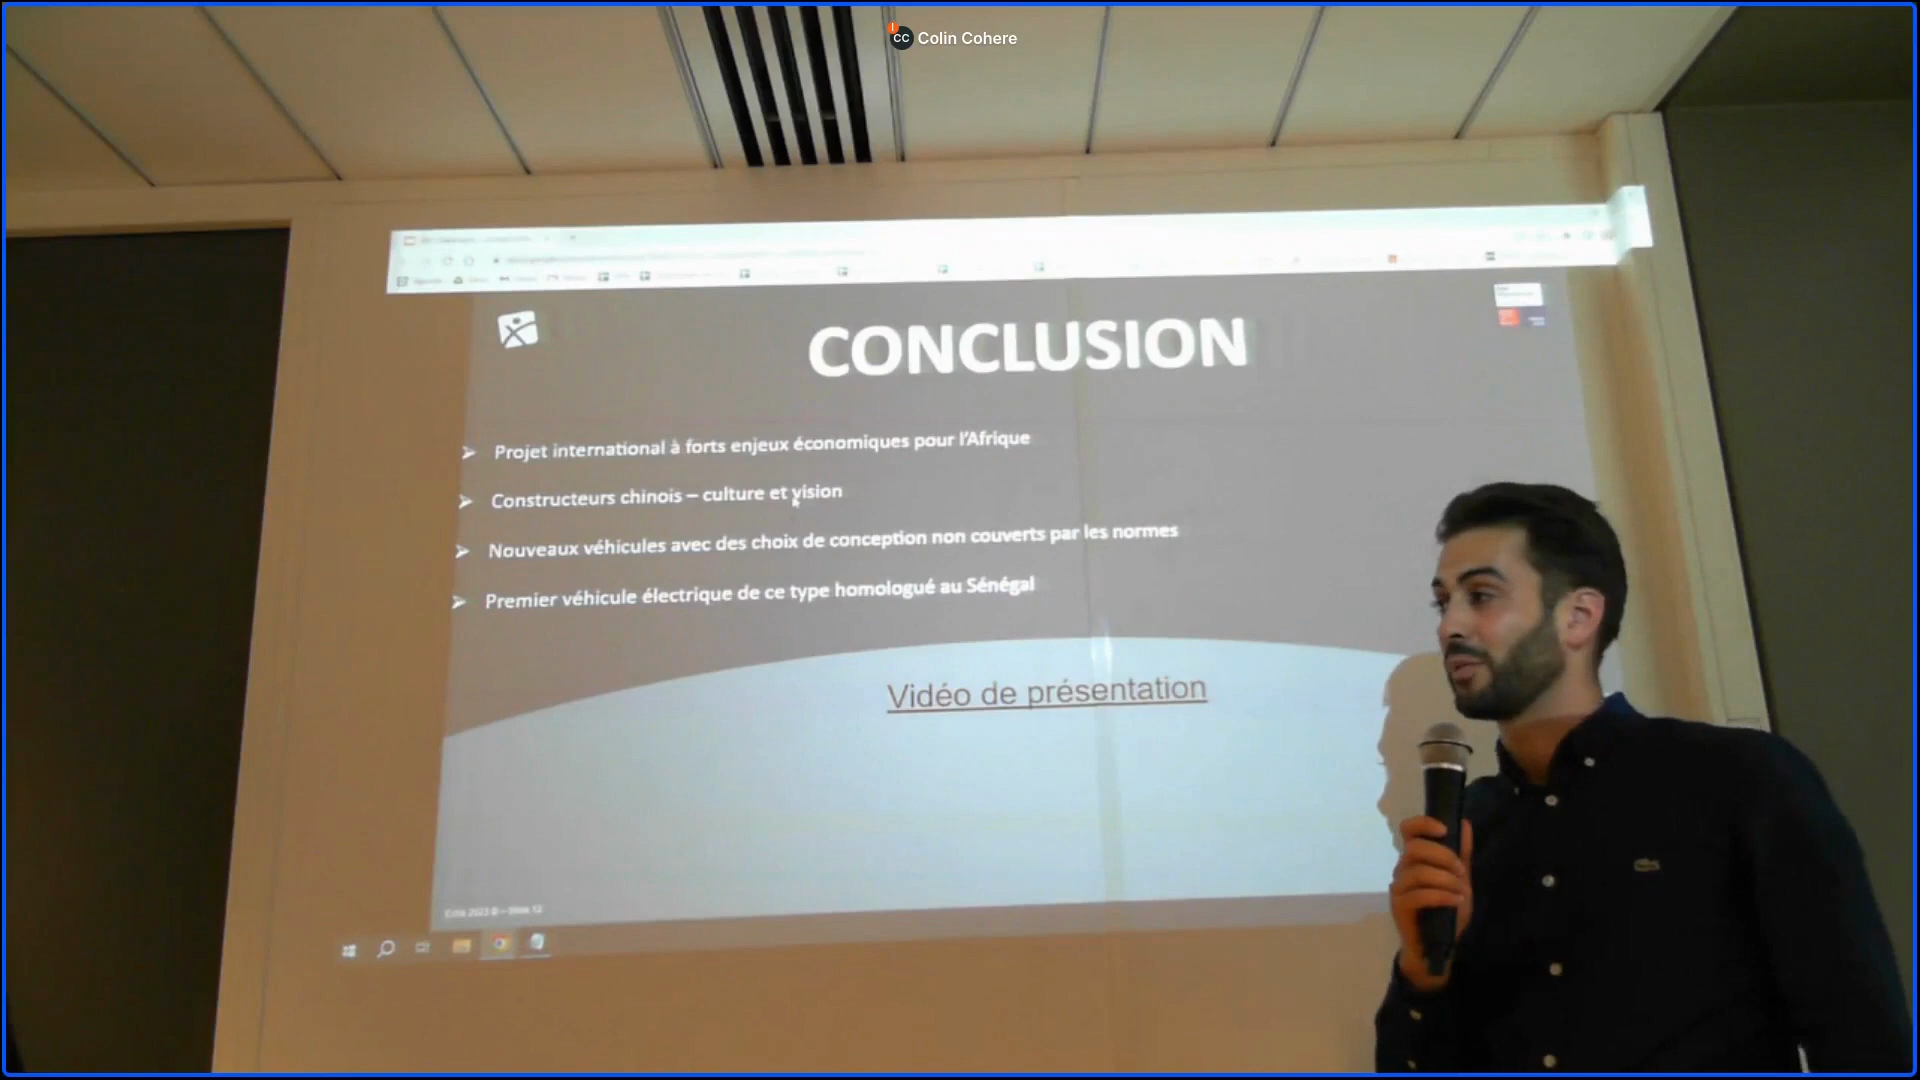 CC Colin Cohere
CONCLUSION
➢ Projet international à forts enjeux économiques pour l'Afrique
➢ Constructeurs chinois – culture et vision
➢ Nouveaux véhicules avec des choix de conception non couverts par les normes
➢ Premier véhicule électrique de ce type homologué au Sénégal
Vidéo de présentation